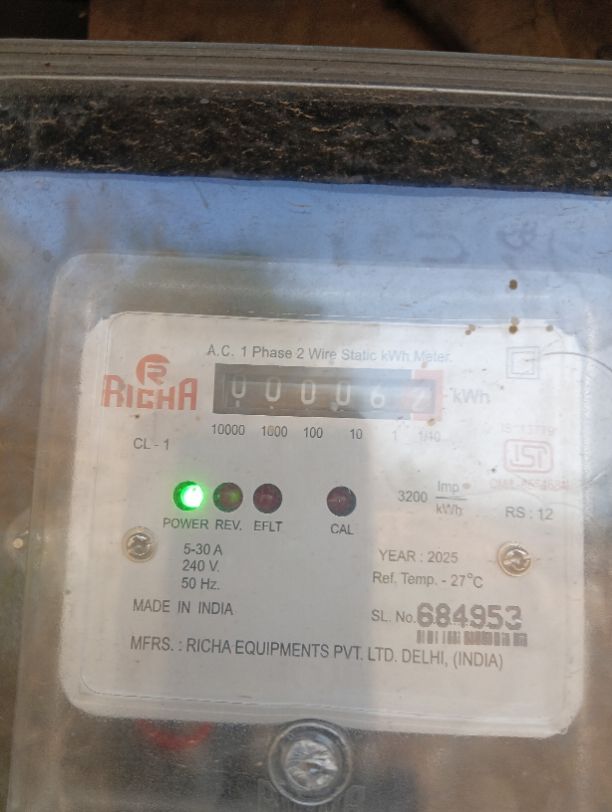 A.C. 1 Phase 2 Wire Static kWh Meter.
RICHA
000062 kWh
10000 1000 100 10 1 1/10
CL - 1
ISI
3200 Imp/kWh
RS : 12
POWER REV. EFLT CAL
5-30 A
240 V.
50 Hz.
YEAR : 2025
Ref. Temp. - 27°C
MADE IN INDIA
SL. No. 684953
MFRS. : RICHA EQUIPMENTS PVT. LTD. DELHI, (INDIA)